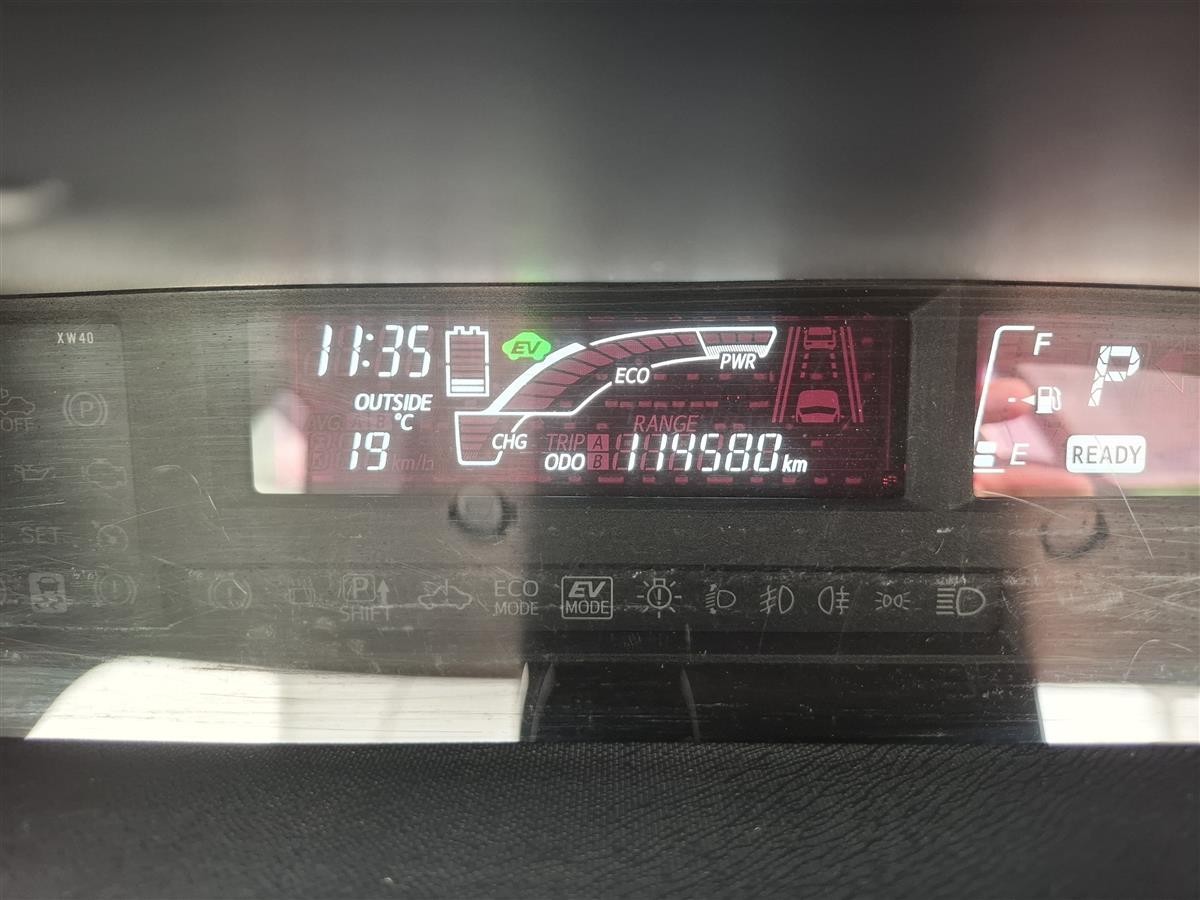 XW40
11:35
EV
ECO
PWR
OUTSIDE
°C
19
km/
CHG
RANGE
TRIP A
ODO B 114580 km
F
P
E
READY
OFF
SET
P
SHIFT
ECO
MODE
EV
MODE